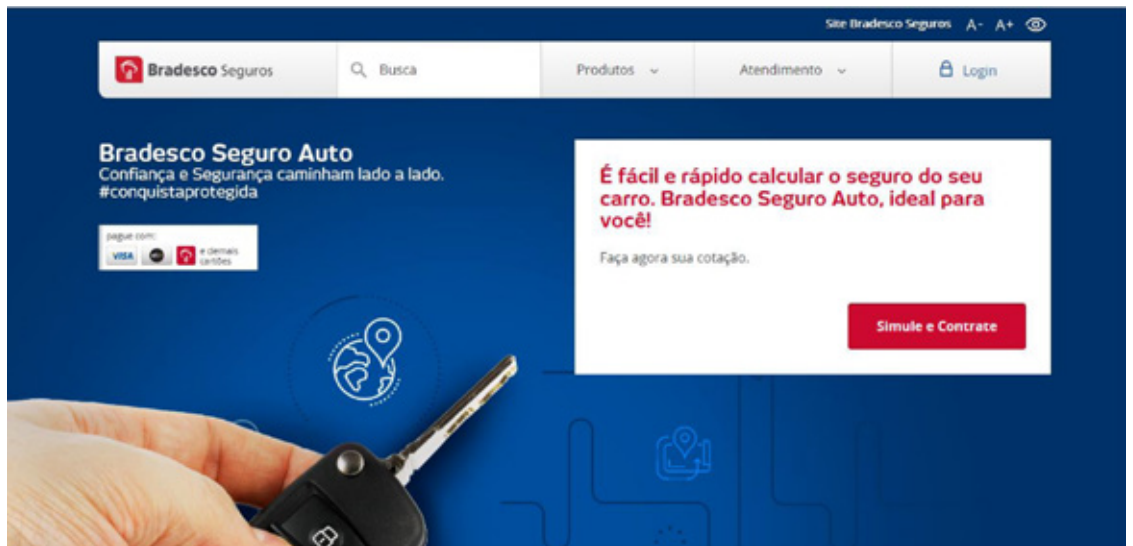 Site Bradesco Seguros A- A+
Bradesco Seguros
Busca
Produtos
Atendimento
Login
Bradesco Seguro Auto
Confiança e Segurança caminham lado a lado.
#conquistaprotegida
pague com:
VISA
e demais
cartões
É fácil e rápido calcular o seguro do seu
carro. Bradesco Seguro Auto, ideal para
você!
Faça agora sua cotação.
Simule e Contrate